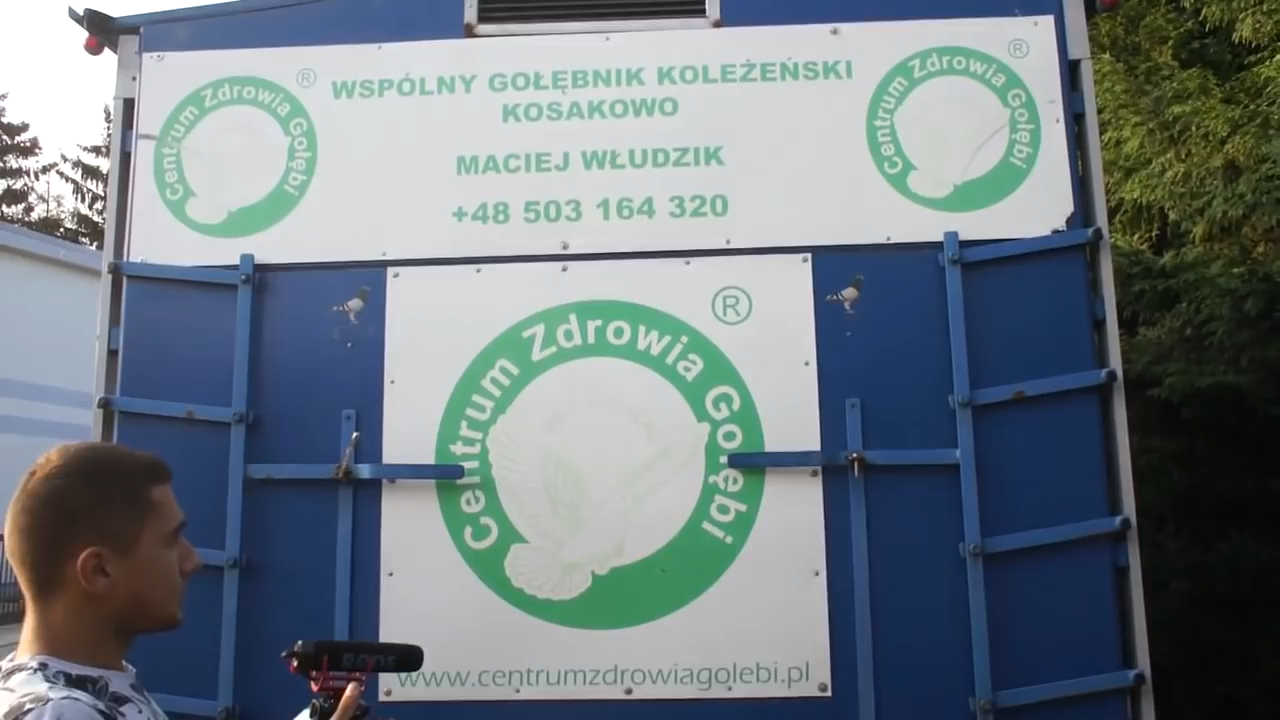 Centrum Zdrowia Gołębi ®
WSPÓLNY GOŁĘBNIK KOLEŻEŃSKI
KOSAKOWO
MACIEJ WŁUDZIK
+48 503 164 320
Centrum Zdrowia Gołębi ®
Centrum Zdrowia Gołębi ®
RODE
www.centrumzdrowiagolebi.pl